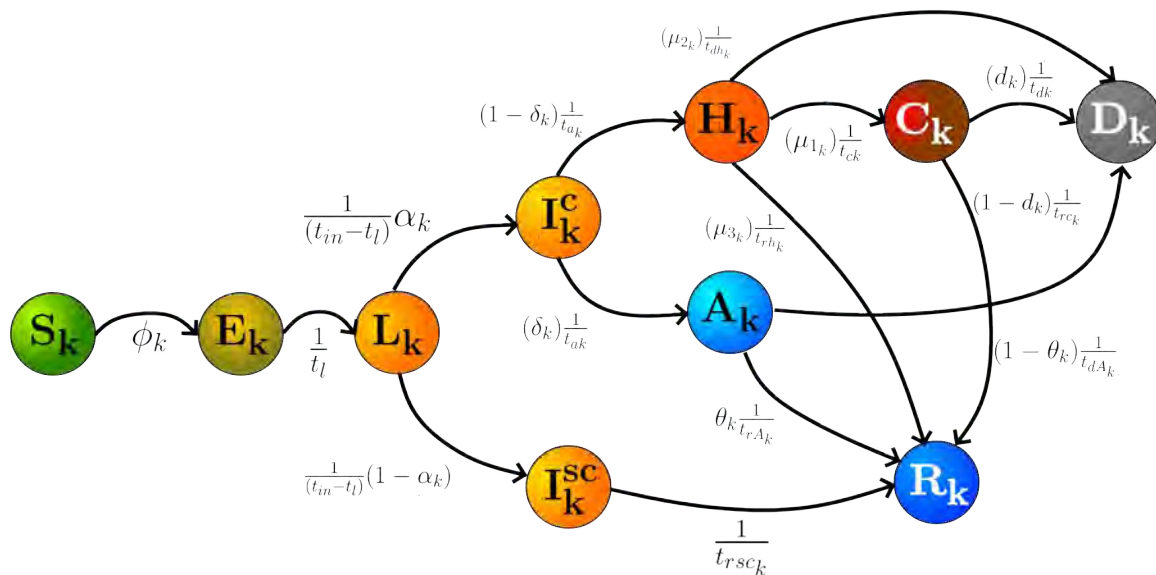 S_k
ϕ_k
E_k
1/t_l
L_k
1/(t_{in}−t_l) α_k
1/(t_{in}−t_l) (1 − α_k)
I_k^c
I_k^{sc}
(1 − δ_k) 1/t_{a_k}
(δ_k) 1/t_{ak}
H_k
A_k
(μ_{2_k}) 1/t_{dh_k}
(μ_{1_k}) 1/t_{ck}
(μ_{3_k}) 1/t_{rh_k}
θ_k 1/t_{rA_k}
1/t_{rsc_k}
C_k
(d_k) 1/t_{dk}
D_k
(1 − d_k) 1/t_{rc_k}
(1 − θ_k) 1/t_{dA_k}
R_k